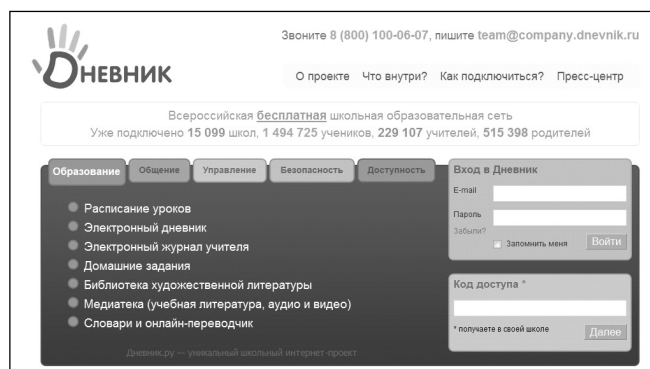 Звоните 8 (800) 100-06-07, пишите team@company.dnevnik.ru
Дневник
О проекте Что внутри? Как подключиться? Пресс-центр
Всероссийская бесплатная школьная образовательная сеть
Уже подключено 15 099 школ, 1 494 725 учеников, 229 107 учителей, 515 398 родителей
Образование Общение Управление Безопасность Доступность
Расписание уроков
Электронный дневник
Электронный журнал учителя
Домашние задания
Библиотека художественной литературы
Медиатека (учебная литература, аудио и видео)
Словари и онлайн-переводчик
Дневник.ру — уникальный школьный интернет-проект
Вход в Дневник
E-mail
Пароль
Забыли?
Запомнить меня Войти
Код доступа *
* получаете в своей школе Далее